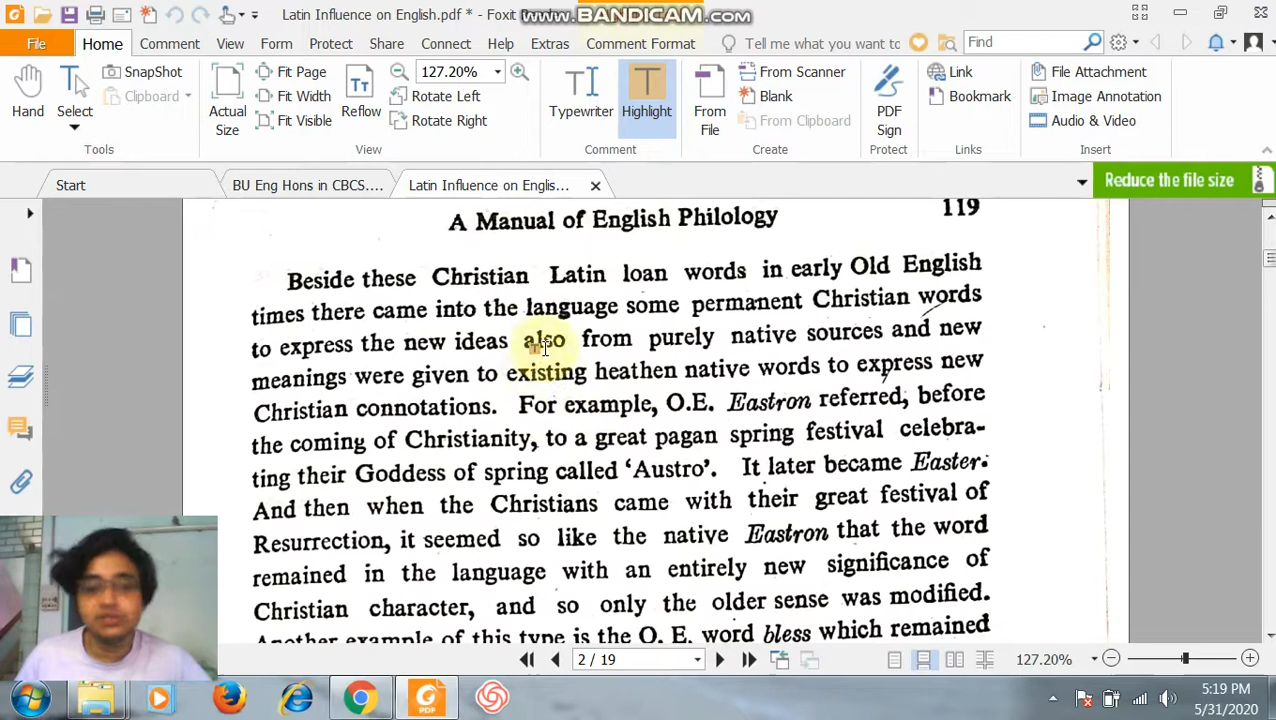 Latin Influence on English.pdf * - Foxit
www.BANDICAM.com
File Home Comment View Form Protect Share Connect Help Extras Comment Format Tell me what you want to Find
Hand
Select
SnapShot
Clipboard
Tools
Actual Size
Fit Page
Fit Width
Fit Visible
Reflow
127.20%
Rotate Left
Rotate Right
View
Typewriter
Highlight
Comment
From File
From Scanner
Blank
From Clipboard
Create
PDF Sign
Protect
Link
Bookmark
Links
File Attachment
Image Annotation
Audio & Video
Insert
Start BU Eng Hons in CBCS.... Latin Influence on Englis... Reduce the file size
A Manual of English Philology 119
Beside these Christian Latin loan words in early Old English
times there came into the language some permanent Christian words
to express the new ideas also from purely native sources and new
meanings were given to existing heathen native words to express new
Christian connotations. For example, O.E. Eastron referred, before
the coming of Christianity, to a great pagan spring festival celebra-
ting their Goddess of spring called 'Austro'. It later became Easter.
And then when the Christians came with their great festival of
Resurrection, it seemed so like the native Eastron that the word
remained in the language with an entirely new significance of
Christian character, and so only the older sense was modified.
Another example of this type is the O. E. word bless which remained
2 / 19
127.20%
5:19 PM
5/31/2020